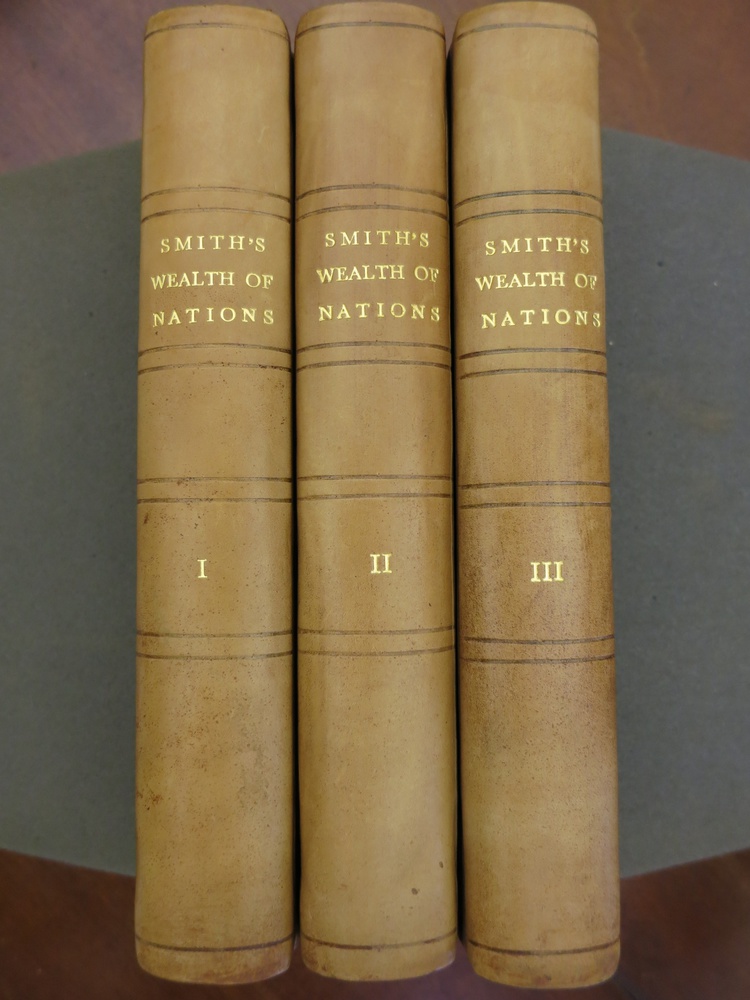 SMITH'S
WEALTH OF
NATIONS
I
SMITH'S
WEALTH OF
NATIONS
II
SMITH'S
WEALTH OF
NATIONS
III